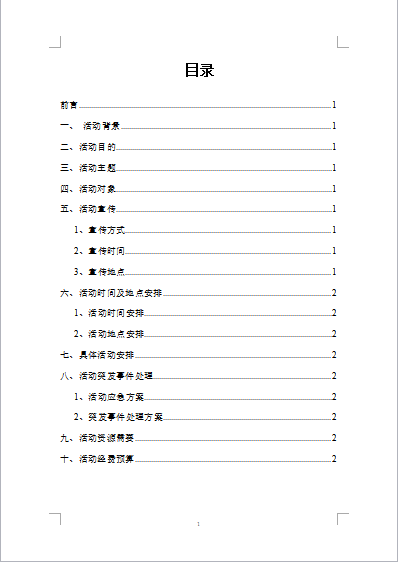 目录
前言 1
一、 活动背景 1
二、活动目的 1
三、活动主题 1
四、活动对象 1
五、活动宣传 1
1、宣传方式 1
2、宣传时间 1
3、宣传地点 1
六、活动时间及地点安排 2
1、活动时间安排 2
2、活动地点安排 2
七、具体活动安排 2
八、活动突发事件处理 2
1、活动应急方案 2
2、突发事件处理方案 2
九、活动资源需要 2
十、活动经费预算 2
1